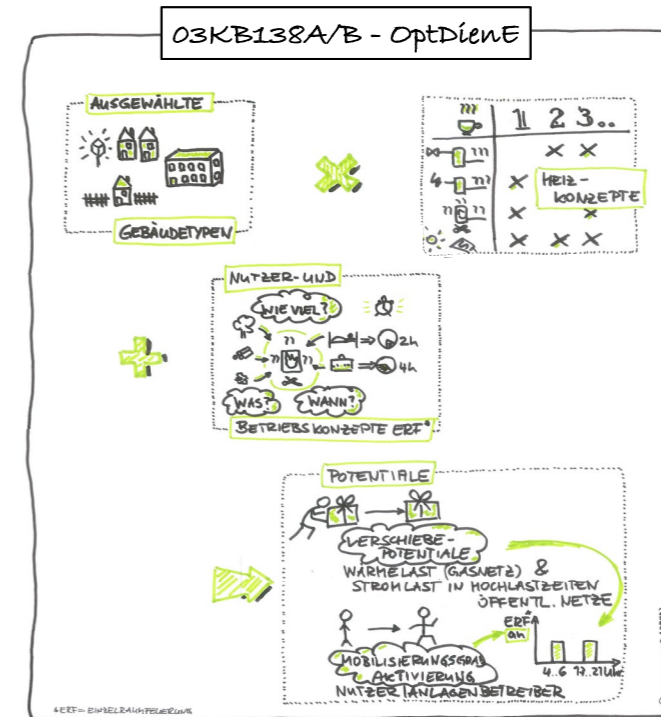 03KB138A/B - OptDienE
AUSGEWÄHLTE
GEBÄUDETYPEN
??? 1 2 3..
HEIZ-
KONZEPTE
NUTZER-UND
WIE VIEL?
2h
4h
WAS? WANN?
BETRIEBSKONZEPTE ERF*
POTENTIALE
VERSCHIEBE-
POTENTIALE
WÄRMELAST (GASNETZ) &
STROMLAST IN HOCHLASTZEITEN
ÖFFENTL. NETZE
ERF*
an
4..6 17..21 Uhr
MOBILISIERUNGSGRAD
AKTIVIERUNG
NUTZER/ANLAGENBETREIBER
*ERF = EINZELRAUMFEUERUNG